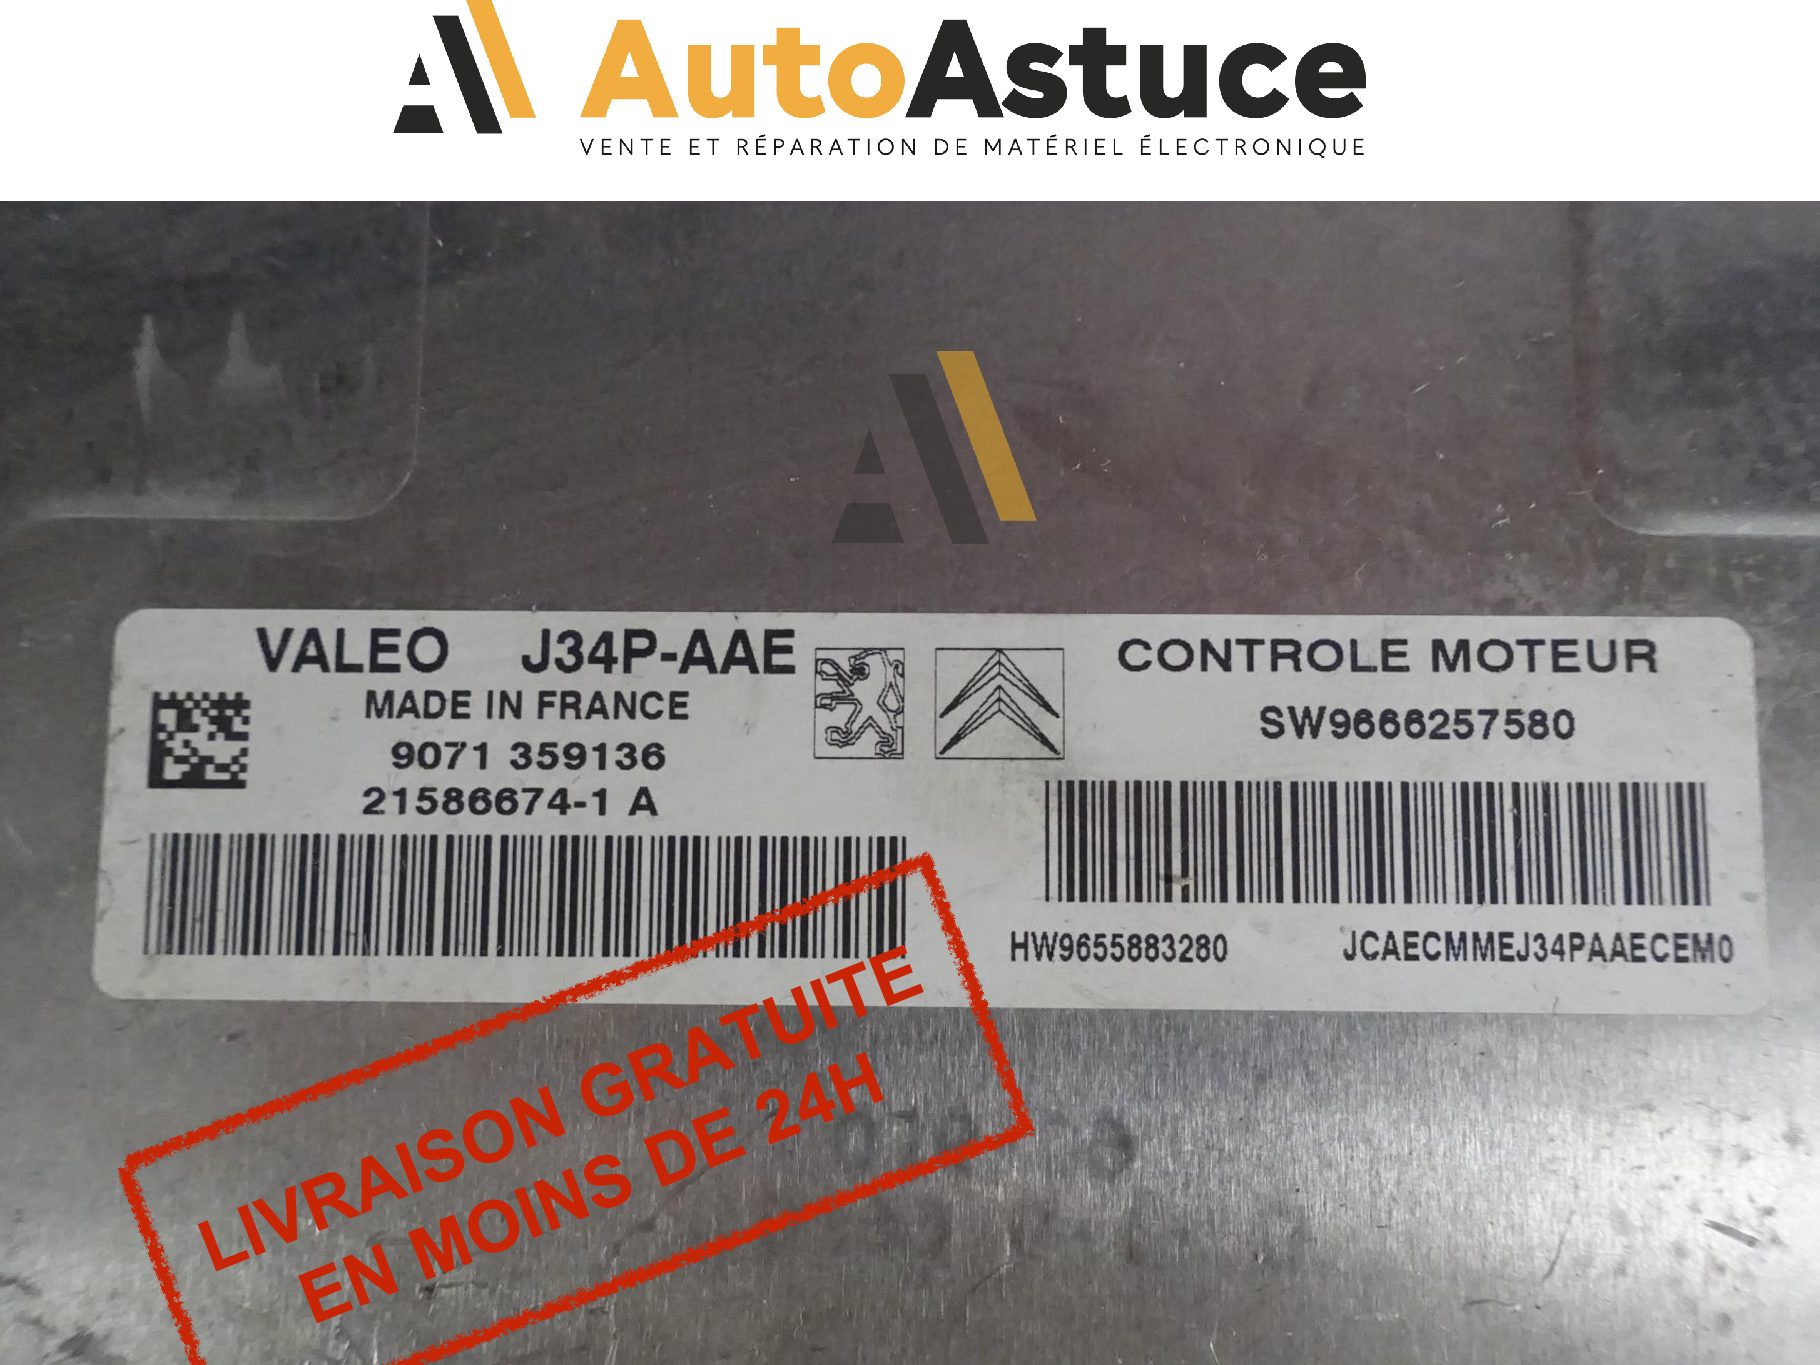 AutoAstuce
VENTE ET RÉPARATION DE MATÉRIEL ÉLECTRONIQUE
VALEO J34P-AAE
MADE IN FRANCE
9071 359136
21586674-1 A
CONTROLE MOTEUR
SW9666257580
HW9655883280 JCAECMMEJ34PAAECEM0
LIVRAISON GRATUITE
EN MOINS DE 24H